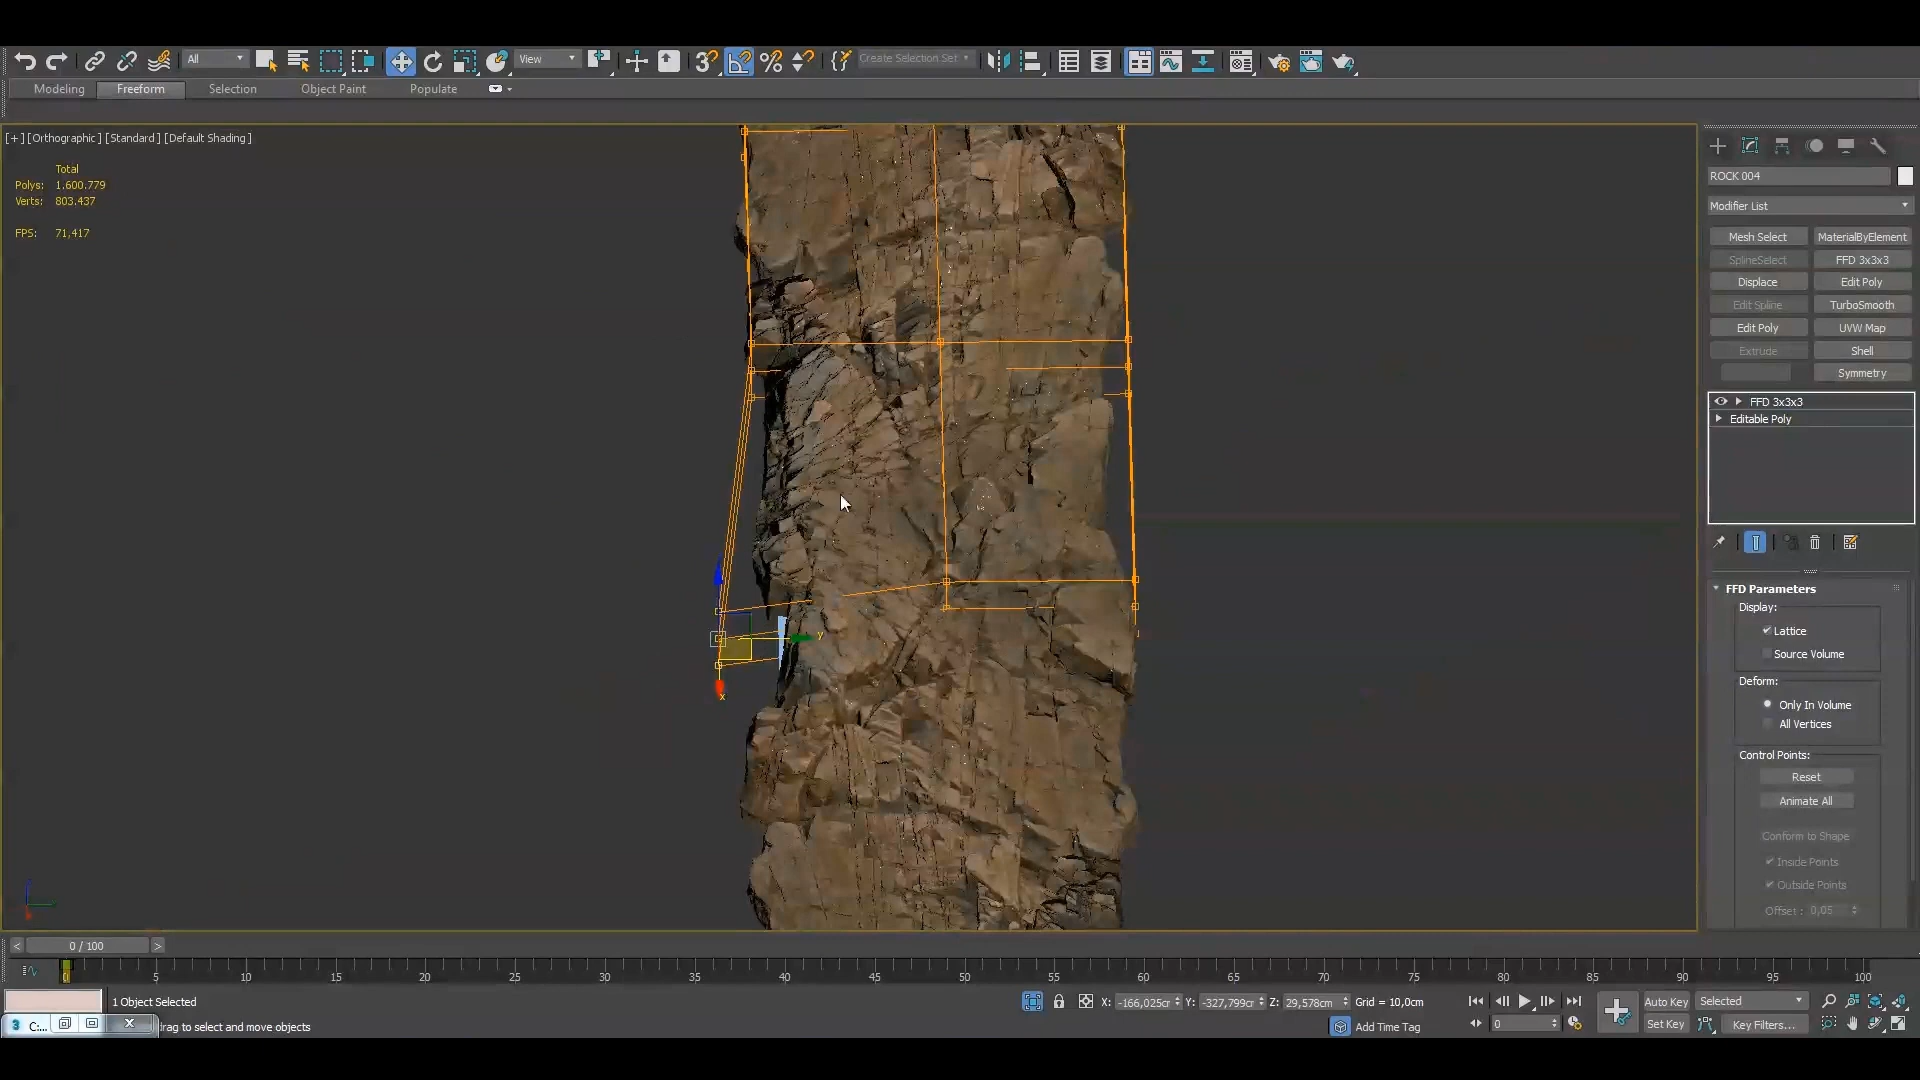 All
View
3
Create Selection Set
Modeling
Freeform
Selection
Object Paint
Populate
[+] [Orthographic] [Standard] [Default Shading]
Total
Polys: 1.600.779
Verts: 803.437
FPS: 71,417
y
x
ROCK 004
Modifier List
Mesh Select MaterialByElement
SplineSelect FFD 3x3x3
Displace Edit Poly
Edit Spline TurboSmooth
Edit Poly UVW Map
Extrude Shell
Symmetry
FFD 3x3x3
Editable Poly
FFD Parameters
Display:
Lattice
Source Volume
Deform:
Only In Volume
All Vertices
Control Points:
Reset
Animate All
Conform to Shape
Inside Points
Outside Points
Offset : 0,05
< 0 / 100 >
0 5 10 15 20 25 30 35 40 45 50 55 60 65 70 75 80 85 90 95 100
1 Object Selected
X: -166,025cr Y: -327,799cr Z: 29,578cm Grid = 10,0cm
Auto Key Selected
3 C:...
drag to select and move objects
Add Time Tag
0
Set Key Key Filters...